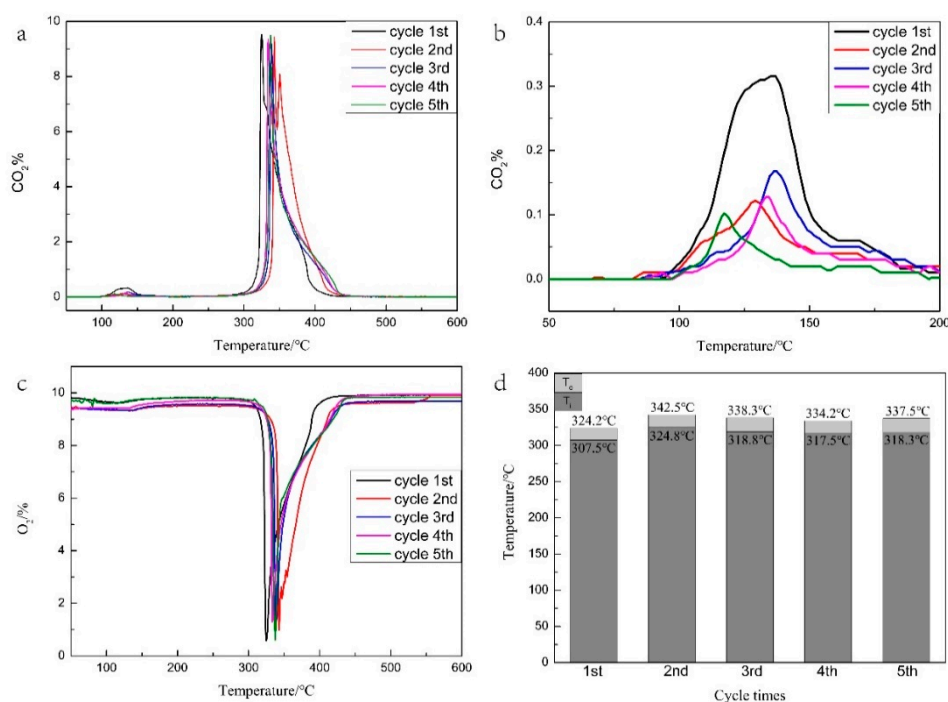 a
10
8
6
4
2
0
CO2%
100
200
300
400
500
600
Temperature/°C
cycle 1st
cycle 2nd
cycle 3rd
cycle 4th
cycle 5th
b
0.4
0.3
0.2
0.1
0.0
CO2%
50
100
150
200
Temperature/°C
cycle 1st
cycle 2nd
cycle 3rd
cycle 4th
cycle 5th
c
12
10
8
6
4
2
0
O2/%
100
200
300
400
500
600
Temperature/°C
cycle 1st
cycle 2nd
cycle 3rd
cycle 4th
cycle 5th
d
400
350
300
250
200
150
100
50
0
Temperature/°C
Ti
324.2°C
342.5°C
338.3°C
334.2°C
337.5°C
307.5°C
324.8°C
318.8°C
317.5°C
318.3°C
1st
2nd
3rd
4th
5th
Cycle times